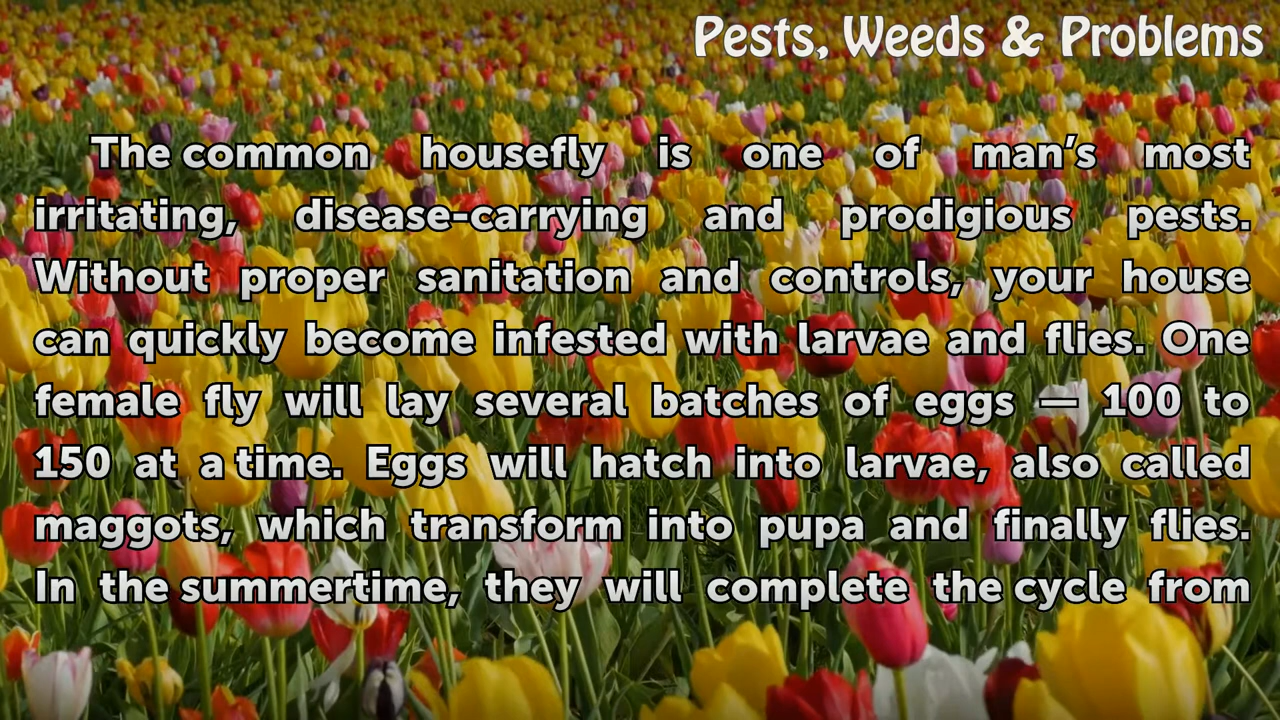 Pests, Weeds & Problems
The common housefly is one of man’s most
irritating, disease-carrying and prodigious pests.
Without proper sanitation and controls, your house
can quickly become infested with larvae and flies. One
female fly will lay several batches of eggs — 100 to
150 at a time. Eggs will hatch into larvae, also called
maggots, which transform into pupa and finally flies.
In the summertime, they will complete the cycle from